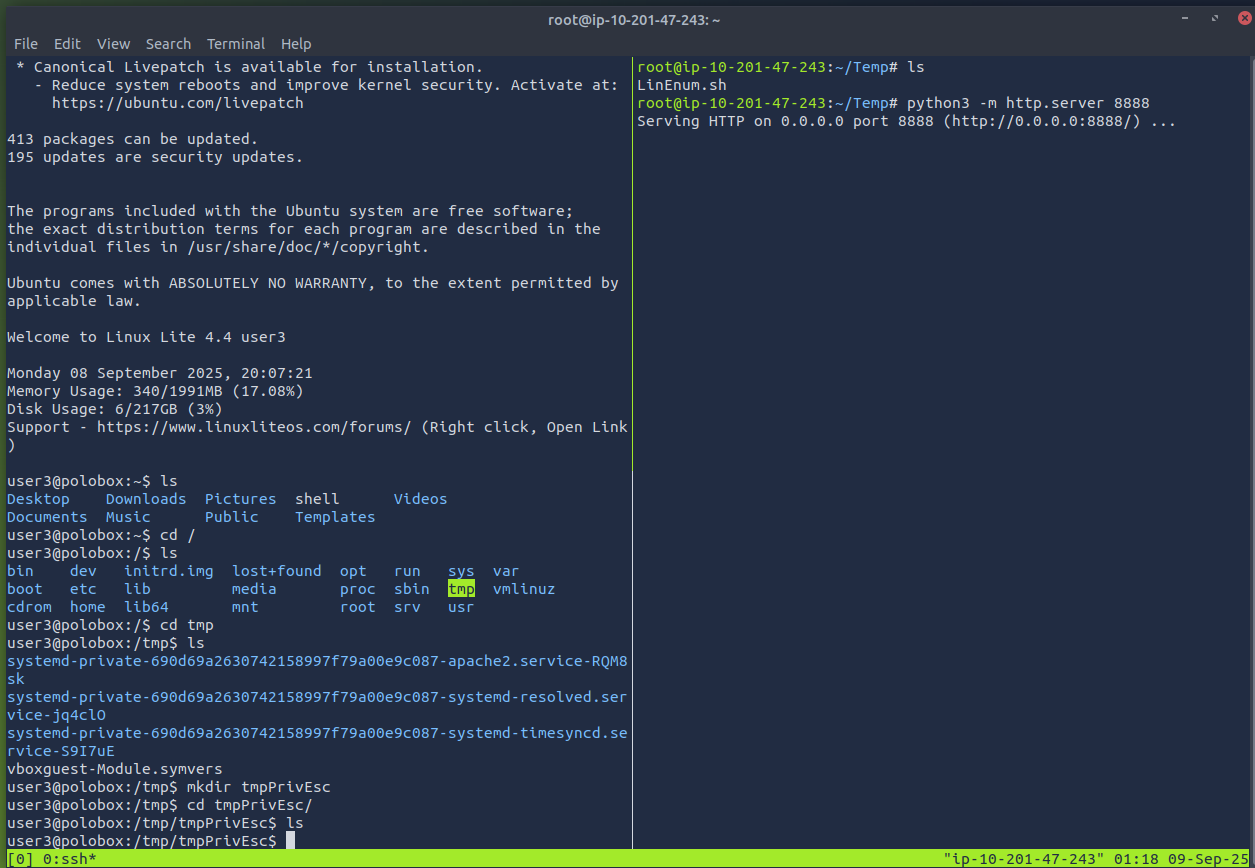 root@ip-10-201-47-243: ~
File Edit View Search Terminal Help
 * Canonical Livepatch is available for installation.
   - Reduce system reboots and improve kernel security. Activate at:
     https://ubuntu.com/livepatch
413 packages can be updated.
195 updates are security updates.
The programs included with the Ubuntu system are free software;
the exact distribution terms for each program are described in the
individual files in /usr/share/doc/*/copyright.
Ubuntu comes with ABSOLUTELY NO WARRANTY, to the extent permitted by
applicable law.
Welcome to Linux Lite 4.4 user3
Monday 08 September 2025, 20:07:21
Memory Usage: 340/1991MB (17.08%)
Disk Usage: 6/217GB (3%)
Support - https://www.linuxliteos.com/forums/ (Right click, Open Link
)
user3@polobox:~$ ls
Desktop    Downloads  Pictures  shell      Videos
Documents  Music      Public    Templates
user3@polobox:~$ cd /
user3@polobox:/$ ls
bin    dev   initrd.img  lost+found  opt   run   sys  var
boot   etc   lib         media       proc  sbin  tmp  vmlinuz
cdrom  home  lib64       mnt         root  srv   usr
user3@polobox:/$ cd tmp
user3@polobox:/tmp$ ls
systemd-private-690d69a2630742158997f79a00e9c087-apache2.service-RQM8
sk
systemd-private-690d69a2630742158997f79a00e9c087-systemd-resolved.ser
vice-jq4clO
systemd-private-690d69a2630742158997f79a00e9c087-systemd-timesyncd.se
rvice-S9I7uE
vboxguest-Module.symvers
user3@polobox:/tmp$ mkdir tmpPrivEsc
user3@polobox:/tmp$ cd tmpPrivEsc/
user3@polobox:/tmp/tmpPrivEsc$ ls
user3@polobox:/tmp/tmpPrivEsc$
root@ip-10-201-47-243:~/Temp# ls
LinEnum.sh
root@ip-10-201-47-243:~/Temp# python3 -m http.server 8888
Serving HTTP on 0.0.0.0 port 8888 (http://0.0.0.0:8888/) ...
[0] 0:ssh* "ip-10-201-47-243" 01:18 09-Sep-25